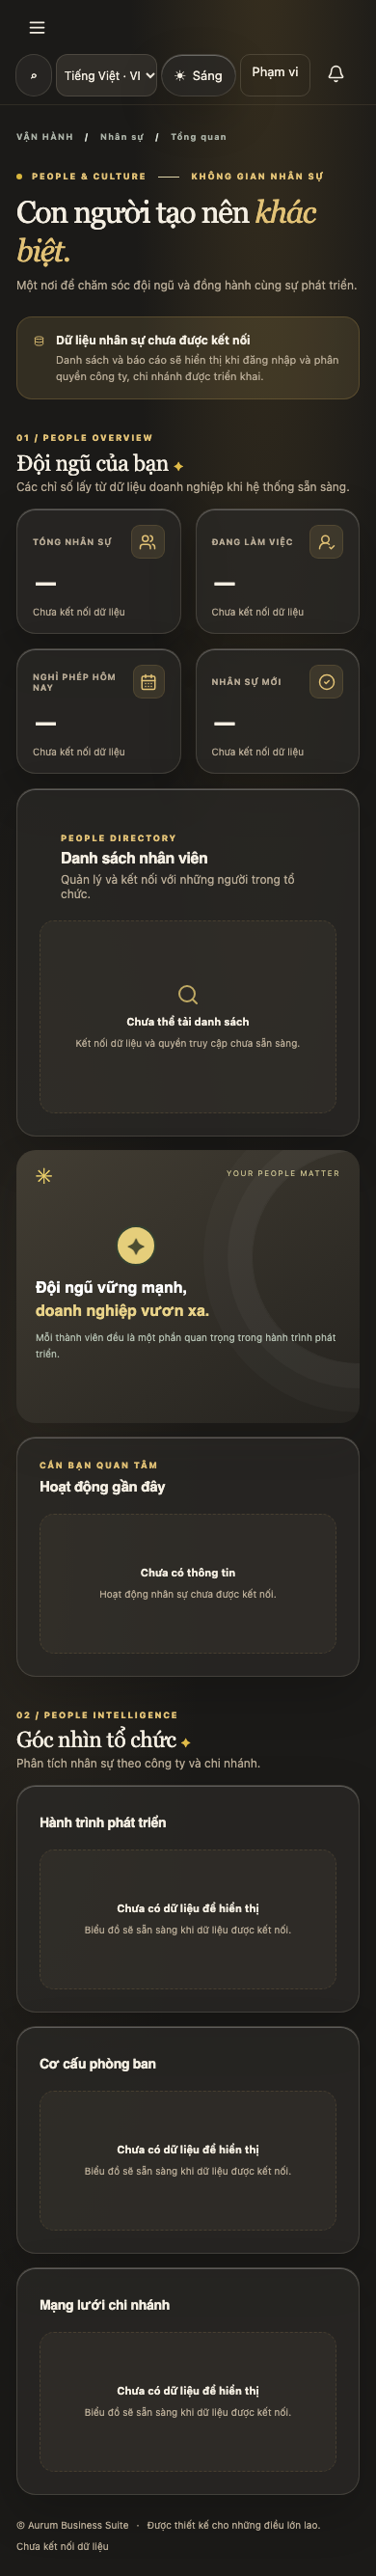 Tiếng Việt · VI
Sáng
Phạm vi
VẬN HÀNH / Nhân sự / Tổng quan
PEOPLE & CULTURE — KHÔNG GIAN NHÂN SỰ
Con người tạo nên khác
biệt.
Một nơi để chăm sóc đội ngũ và đồng hành cùng sự phát triển.
Dữ liệu nhân sự chưa được kết nối
Danh sách và báo cáo sẽ hiển thị khi đăng nhập và phân
quyền công ty, chi nhánh được triển khai.
01 / PEOPLE OVERVIEW
Đội ngũ của bạn
Các chỉ số lấy từ dữ liệu doanh nghiệp khi hệ thống sẵn sàng.
TỔNG NHÂN SỰ
—
Chưa kết nối dữ liệu
ĐANG LÀM VIỆC
—
Chưa kết nối dữ liệu
NGHỈ PHÉP HÔM
NAY
—
Chưa kết nối dữ liệu
NHÂN SỰ MỚI
—
Chưa kết nối dữ liệu
PEOPLE DIRECTORY
Danh sách nhân viên
Quản lý và kết nối với những người trong tổ
chức.
Chưa thể tải danh sách
Kết nối dữ liệu và quyền truy cập chưa sẵn sàng.
YOUR PEOPLE MATTER
Đội ngũ vững mạnh,
doanh nghiệp vươn xa.
Mỗi thành viên đều là một phần quan trọng trong hành trình phát
triển.
CẦN BẠN QUAN TÂM
Hoạt động gần đây
Chưa có thông tin
Hoạt động nhân sự chưa được kết nối.
02 / PEOPLE INTELLIGENCE
Góc nhìn tổ chức
Phân tích nhân sự theo công ty và chi nhánh.
Hành trình phát triển
Chưa có dữ liệu để hiển thị
Biểu đồ sẽ sẵn sàng khi dữ liệu được kết nối.
Cơ cấu phòng ban
Chưa có dữ liệu để hiển thị
Biểu đồ sẽ sẵn sàng khi dữ liệu được kết nối.
Mạng lưới chi nhánh
Chưa có dữ liệu để hiển thị
Biểu đồ sẽ sẵn sàng khi dữ liệu được kết nối.
© Aurum Business Suite · Được thiết kế cho những điều lớn lao.
Chưa kết nối dữ liệu